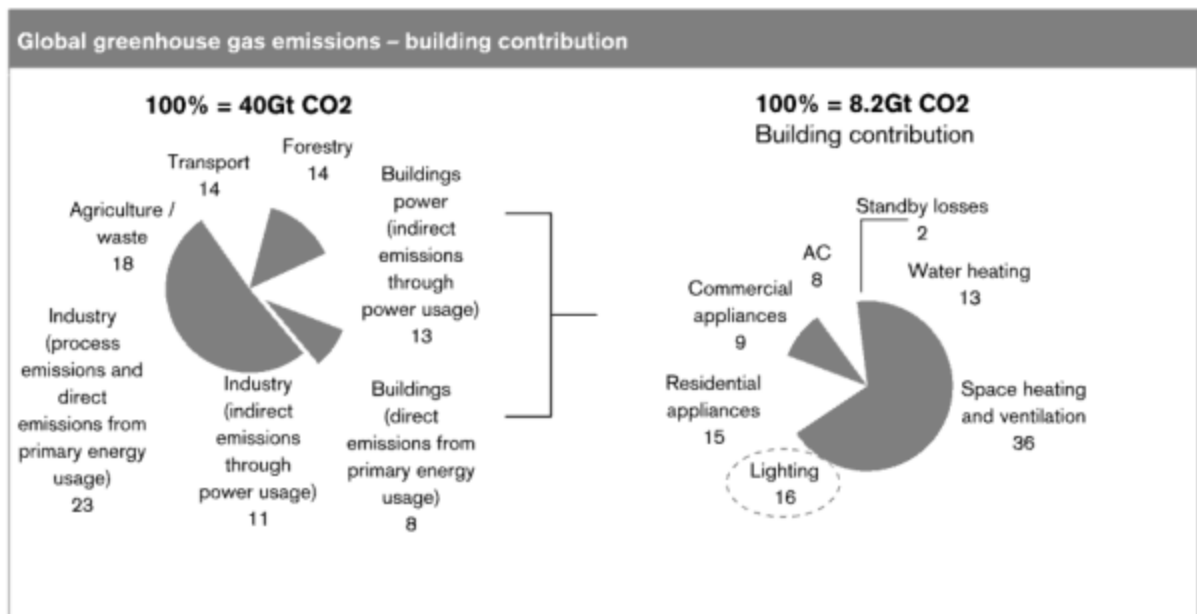 Global greenhouse gas emissions – building contribution
100% = 40Gt CO2
Forestry
14
Transport
14
Buildings
power
(indirect
emissions
through
power usage)
13
Agriculture /
waste
18
Industry
(process
emissions and
direct
emissions from
primary energy
usage)
23
Industry
(indirect
emissions
through
power usage)
11
Buildings
(direct
emissions from
primary energy
usage)
8
100% = 8.2Gt CO2
Building contribution
Standby losses
2
AC
8
Water heating
13
Commercial
appliances
9
Residential
appliances
15
Space heating
and ventilation
36
Lighting
16